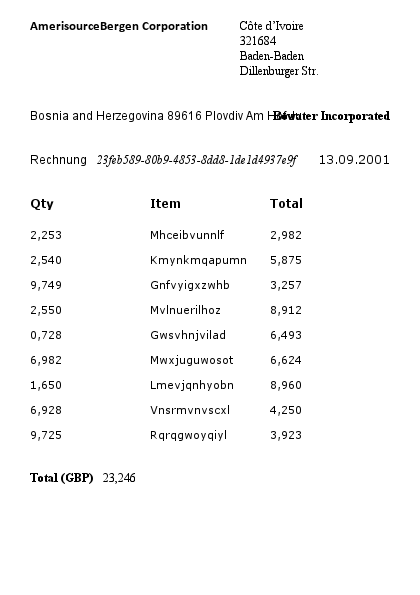 AmerisourceBergen Corporation
Côte d'Ivoire
321684
Baden-Baden
Dillenburger Str.
Bosnia and Herzegovina 89616 Plovdiv Am Bowater Incorporated
Rechnung 23feb589-80b9-4853-8dd8-1de1d4937e9f 13.09.2001
Qty Item Total
2,253 Mhceibvunnlf 2,982
2,540 Kmynkmqapumn 5,875
9,749 Gnfvyigxzwhb 3,257
2,550 Mvlnuerilhoz 8,912
0,728 Gwsvhnjvilad 6,493
6,982 Mwxjuguwosot 6,624
1,650 Lmevjqnhyobn 8,960
6,928 Vnsrmvnvscxl 4,250
9,725 Rqrqgwoyqiyl 3,923
Total (GBP) 23,246